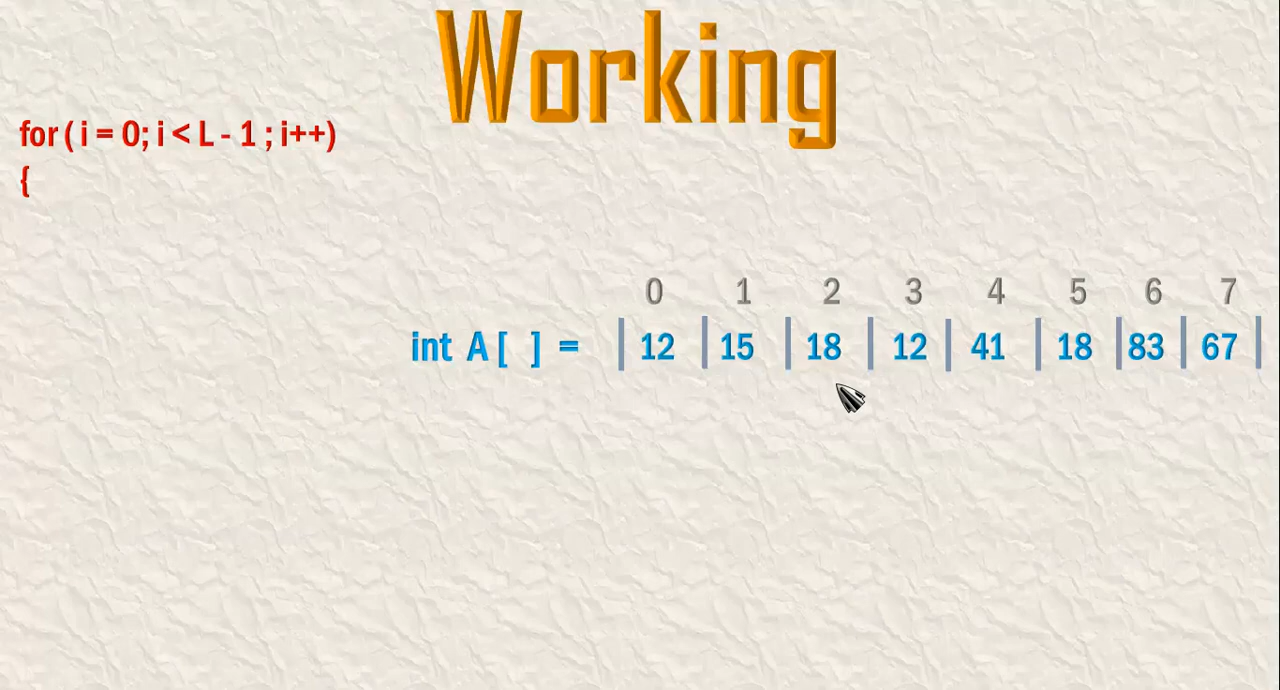 Working
for ( i = 0; i < L - 1 ; i++)
{
0 1 2 3 4 5 6 7
int A [ ] = | 12 | 15 | 18 | 12 | 41 | 18 | 83 | 67 |